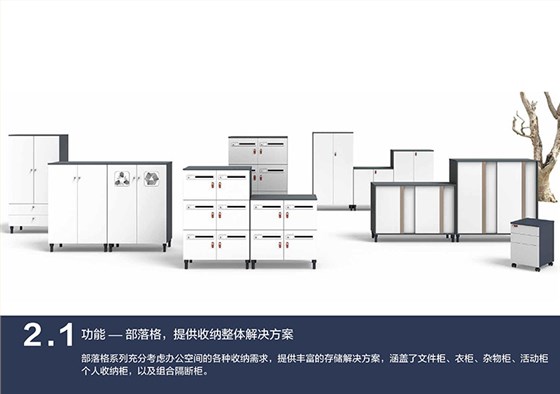 2.1 功能 — 部落格，提供收纳整体解决方案
部落格系列充分考虑办公空间的各种收纳需求，提供丰富的存储解决方案，涵盖了文件柜、衣柜、杂物柜、活动柜
个人收纳柜，以及组合隔断柜。